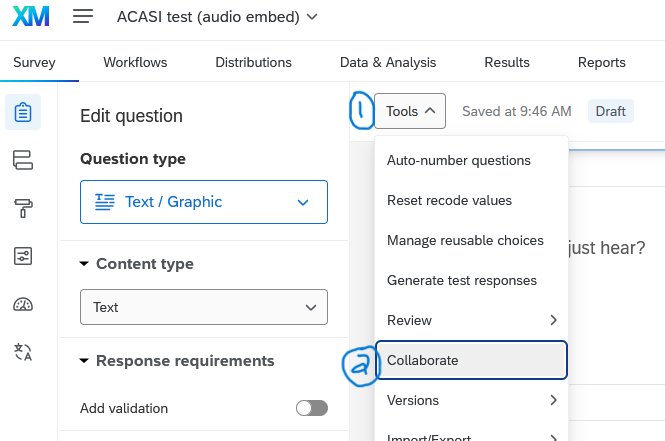 XM ACASI test (audio embed)
Survey Workflows Distributions Data & Analysis Results Reports
Edit question
Question type
Text / Graphic
Content type
Text
Response requirements
Add validation
1 Tools Saved at 9:46 AM Draft
Auto-number questions
Reset recode values
Manage reusable choices
just hear?
Generate test responses
Review
2 Collaborate
Versions
Import/Export